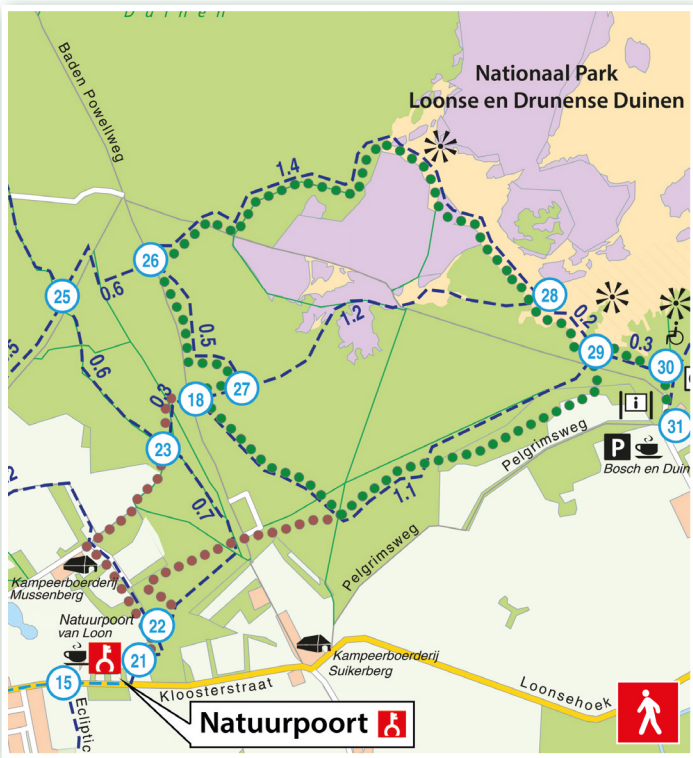 Duinen
Baden Powellweg
Nationaal Park
Loonse en Drunense Duinen
1.4
26
25
0.6
28
0.5
1.2
0.2
29
0.3
30
0.6
0.3
18
27
i
31
23
P
Pelgrimsweg
Bosch en Duin
1.1
0.7
Pelgrimsweg
Kampeerboerderij
Mussenberg
Natuurpoort
van Loon
22
21
Kampeerboerderij
Suikerberg
15
Kloosterstraat
Loonsehoek
Ecliptic
Natuurpoort